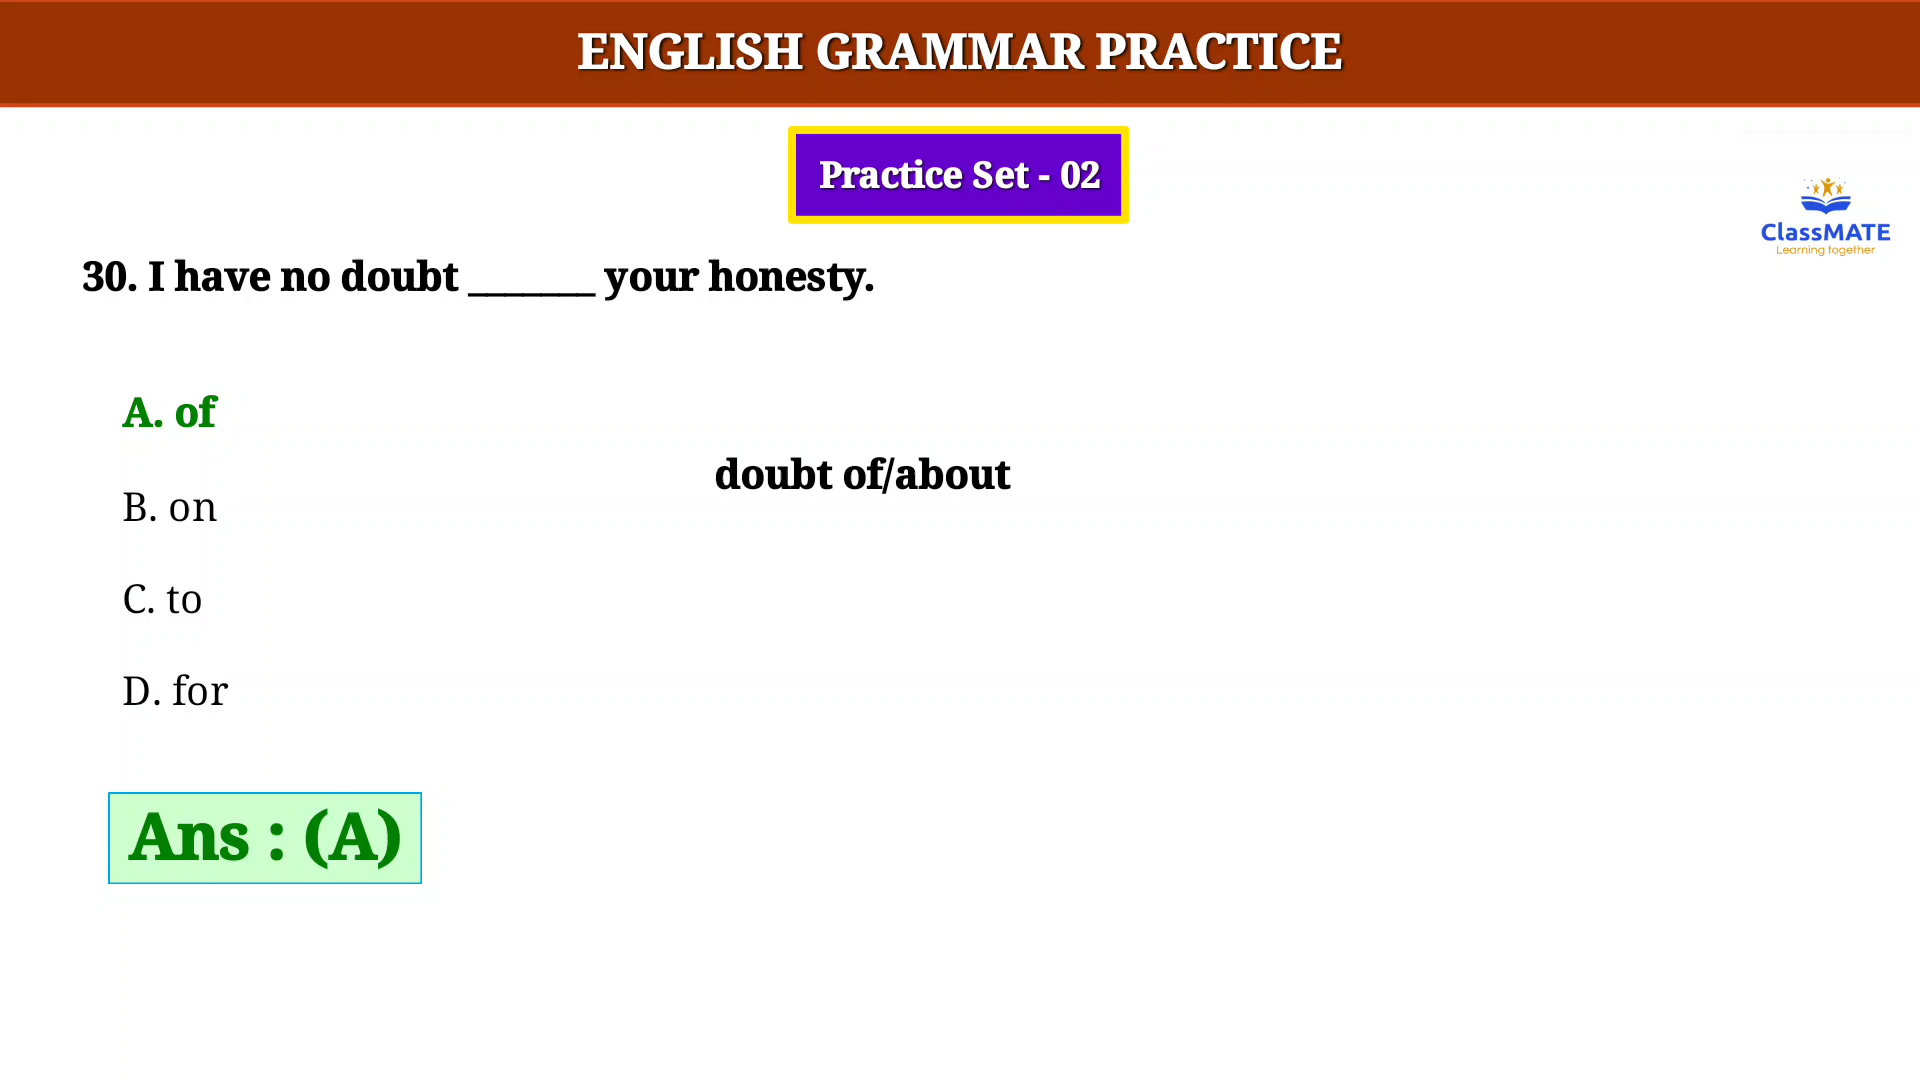 ENGLISH GRAMMAR PRACTICE
Practice Set - 02
ClassMATE
Learning together
30. I have no doubt _______ your honesty.
A. of
doubt of/about
B. on
C. to
D. for
Ans : (A)